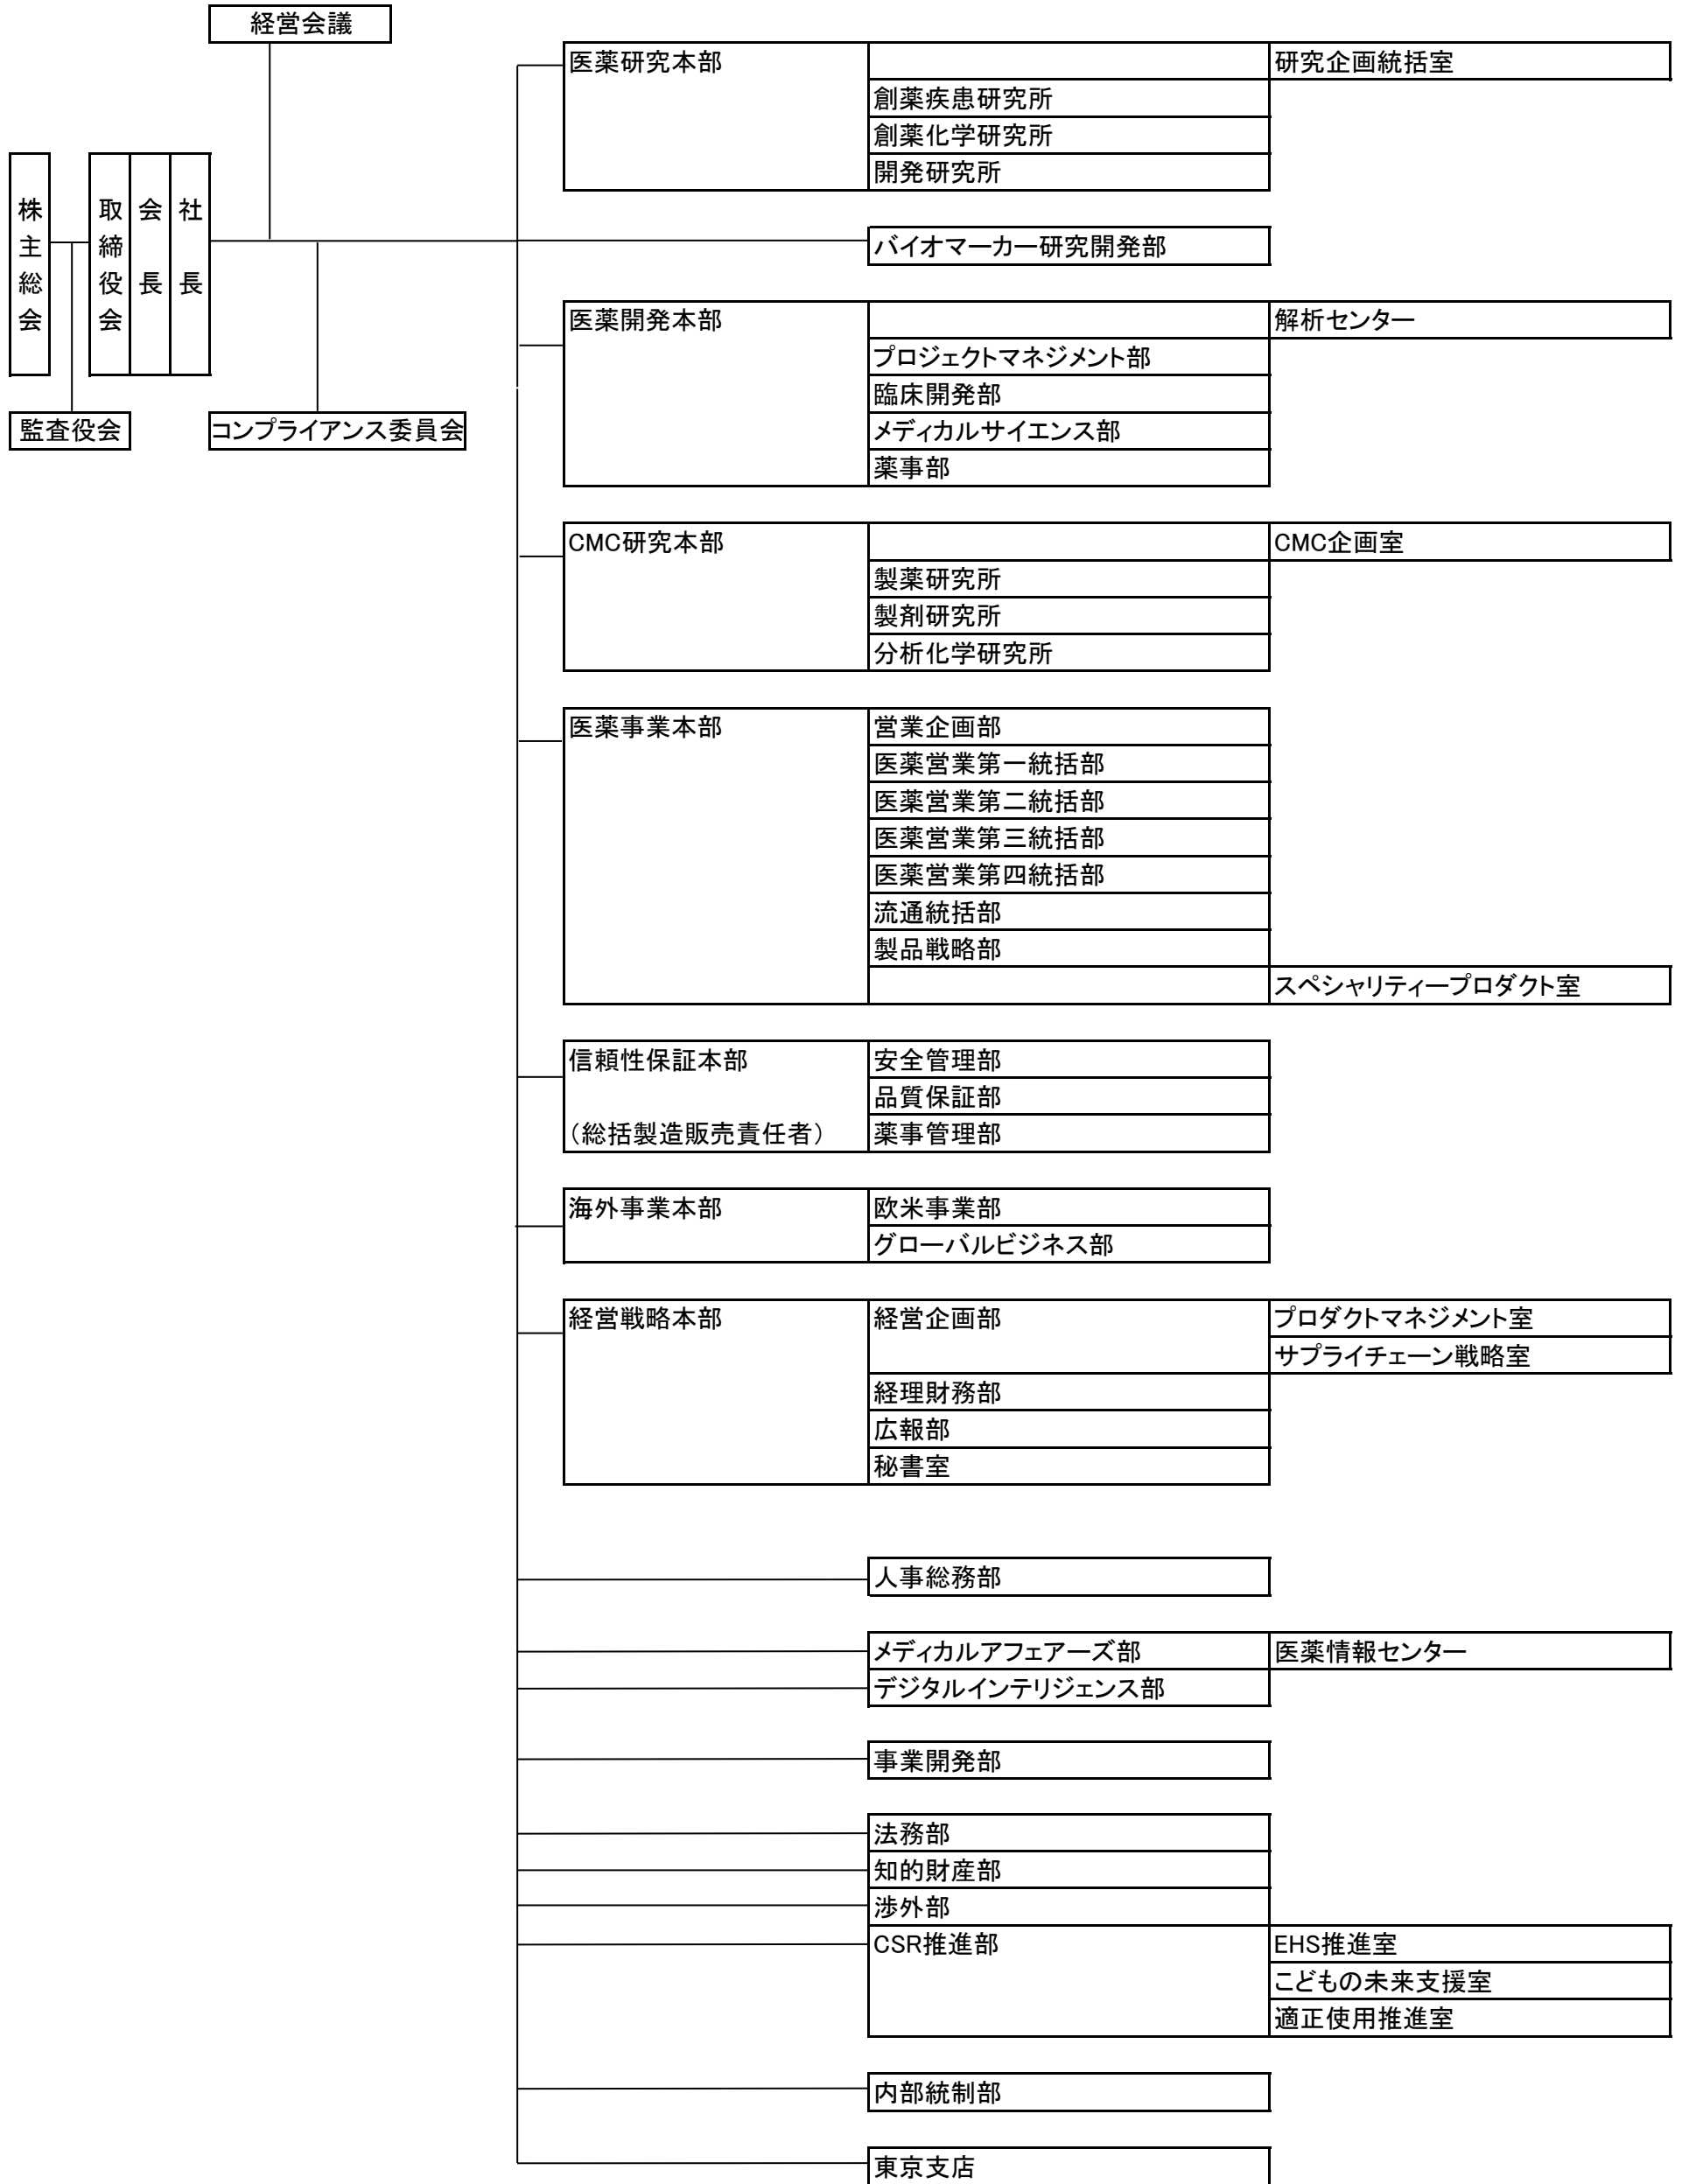 経営会議
株主総会
取締役会
会長
社長
監査役会
コンプライアンス委員会
医薬研究本部
研究企画統括室
創薬疾患研究所
創薬化学研究所
開発研究所
バイオマーカー研究開発部
医薬開発本部
解析センター
プロジェクトマネジメント部
臨床開発部
メディカルサイエンス部
薬事部
CMC研究本部
CMC企画室
製薬研究所
製剤研究所
分析化学研究所
医薬事業本部
営業企画部
医薬営業第一統括部
医薬営業第二統括部
医薬営業第三統括部
医薬営業第四統括部
流通統括部
製品戦略部
スペシャリティープロダクト室
信頼性保証本部
安全管理部
品質保証部
（総括製造販売責任者）
薬事管理部
海外事業本部
欧米事業部
グローバルビジネス部
経営戦略本部
経営企画部
プロダクトマネジメント室
サプライチェーン戦略室
経理財務部
広報部
秘書室
人事総務部
メディカルアフェアーズ部
医薬情報センター
デジタルインテリジェンス部
事業開発部
法務部
知的財産部
渉外部
CSR推進部
EHS推進室
こどもの未来支援室
適正使用推進室
内部統制部
東京支店